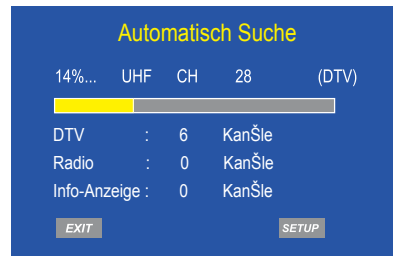 Automatisch Suche
14%... UHF CH 28 (DTV)
DTV : 6 KanŠle
Radio : 0 KanŠle
Info-Anzeige : 0 KanŠle
EXIT SETUP